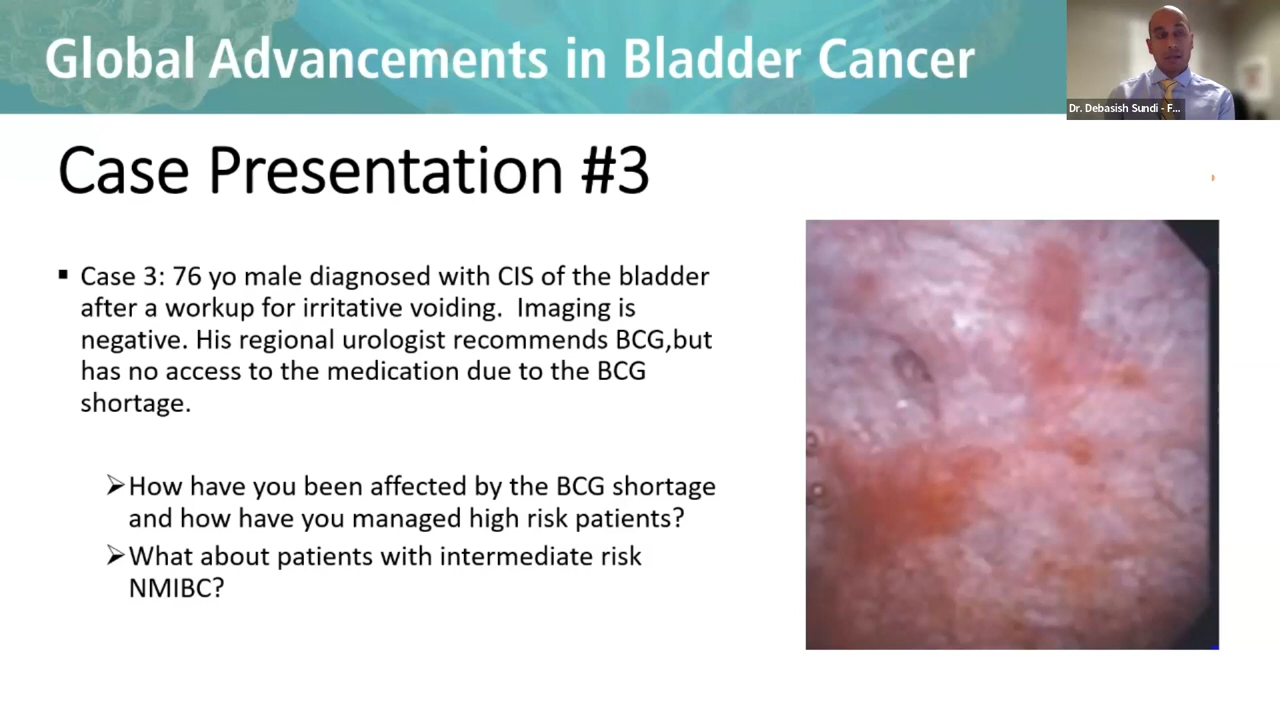 Global Advancements in Bladder Cancer
Dr. Debasish Sundi - F...
Case Presentation #3
▪ Case 3: 76 yo male diagnosed with CIS of the bladder
after a workup for irritative voiding.  Imaging is
negative. His regional urologist recommends BCG,but
has no access to the medication due to the BCG
shortage.
➢How have you been affected by the BCG shortage
and how have you managed high risk patients?
➢What about patients with intermediate risk
NMIBC?